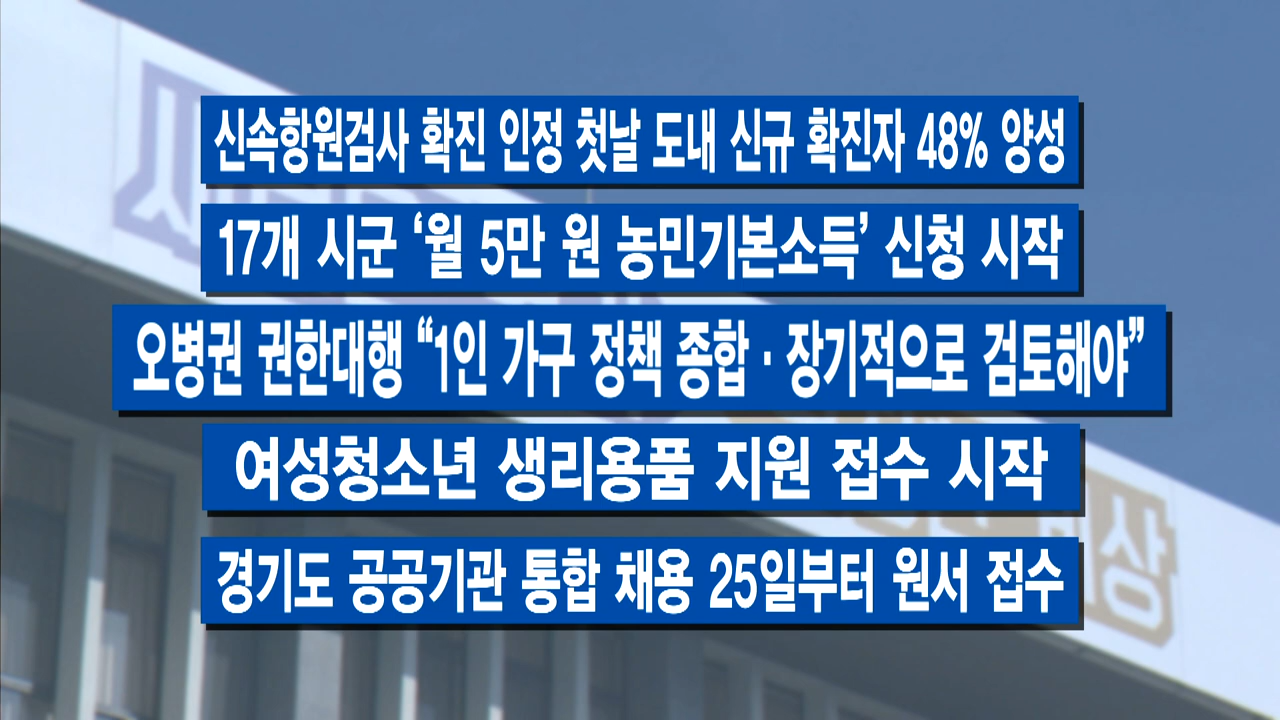 신속항원검사 확진 인정 첫날 도내 신규 확진자 48% 양성
17개 시군 ‘월 5만 원 농민기본소득’ 신청 시작
오병권 권한대행 “1인 가구 정책 종합·장기적으로 검토해야”
여성청소년 생리용품 지원 접수 시작
경기도 공공기관 통합 채용 25일부터 원서 접수
상